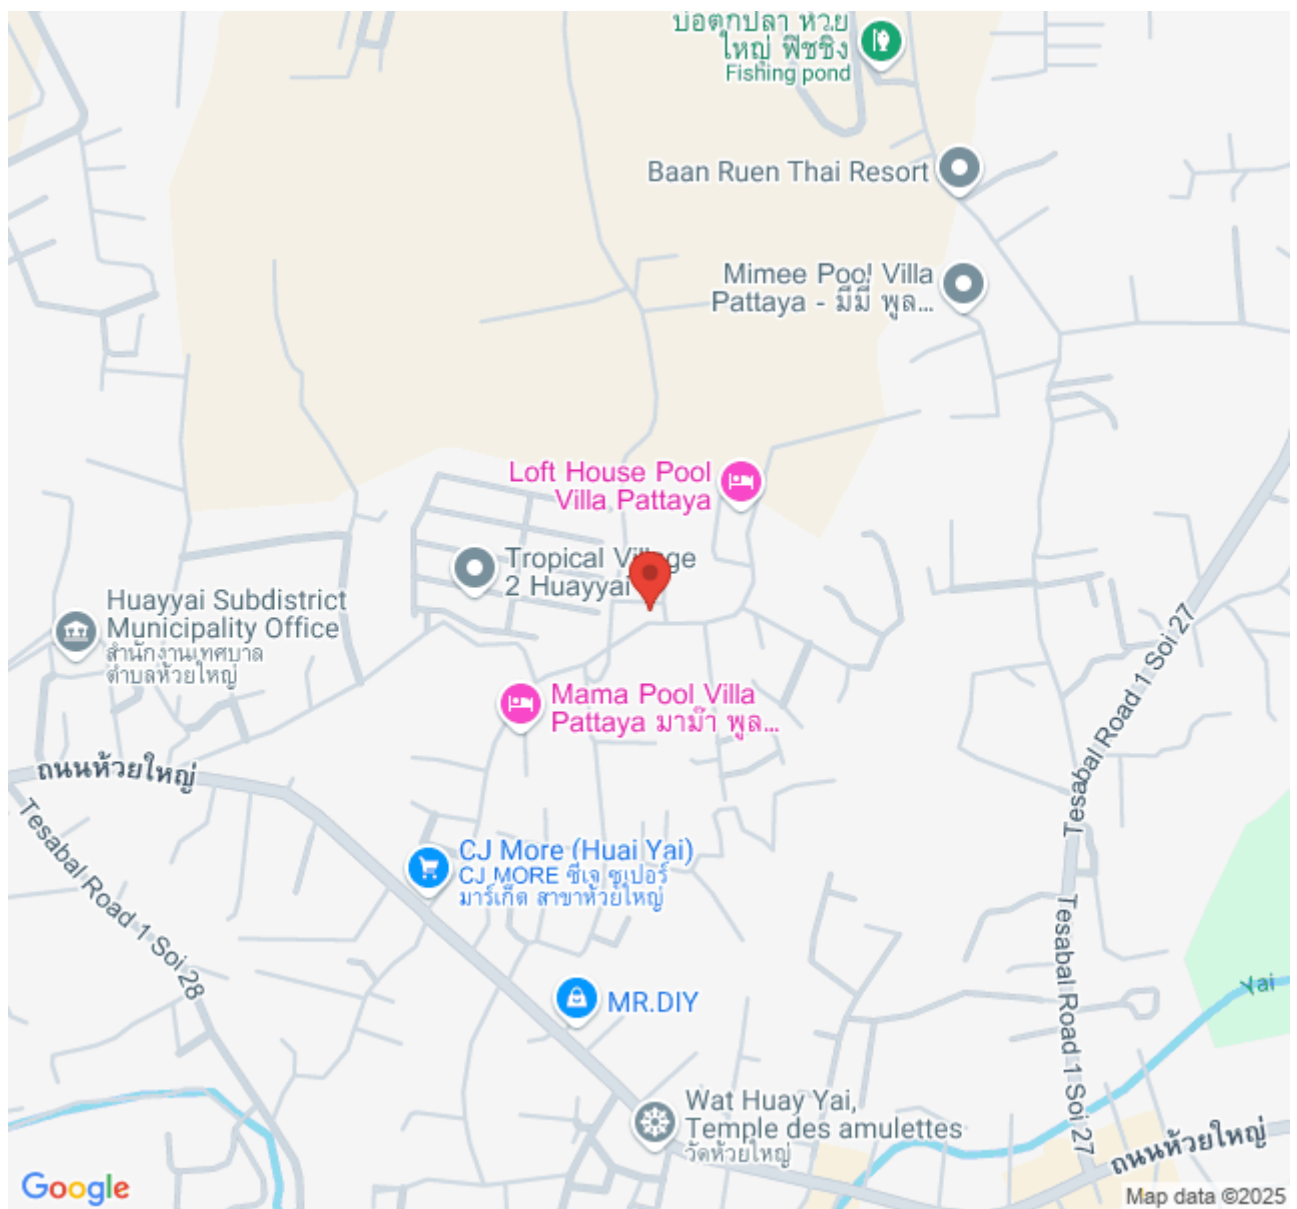 บ่อตกปลา ห้วย
ใหญ่ ฟิชชิง
Fishing pond
Baan Ruen Thai Resort
Mimee Pool Villa
Pattaya - มีมี่ พูล...
Loft House Pool
Villa Pattaya
Tropical Village
2 Huayyai
Huayyai Subdistrict
Municipality Office
สำนักงานเทศบาล
ตำบลห้วยใหญ่
Mama Pool Villa
Pattaya มาม๊า พูล...
ถนนห้วยใหญ่
Tesabal Road 1 Soi 27
Tesabal Road 1 Soi 28
CJ More (Huai Yai)
CJ MORE ซีเจ ซูเปอร์
มาร์เก็ต สาขาห้วยใหญ่
Tesabal Road 1 Soi 27
Yai
MR.DIY
Wat Huay Yai,
Temple des amulettes
วัดห้วยใหญ่
ถนนห้วยใหญ่
Google
Map data ©2025